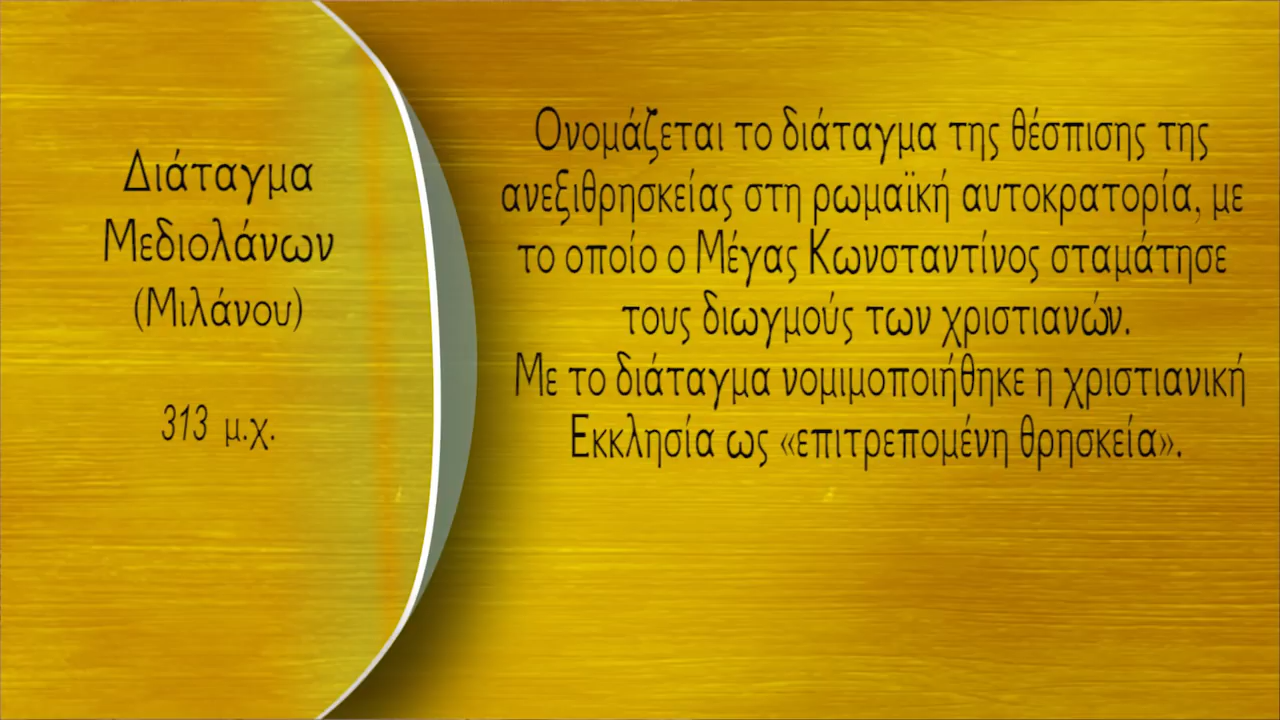 Διάταγμα
Μεδιολάνων
(Μιλάνου)
313 μ.χ.
Ονομάζεται το διάταγμα της θέσπισης της
ανεξιθρησκείας στη ρωμαϊκή αυτοκρατορία, με
το οποίο ο Μέγας Κωνσταντίνος σταμάτησε
τους διωγμούς των χριστιανών.
Με το διάταγμα νομιμοποιήθηκε η χριστιανική
Εκκλησία ως «επιτρεπομένη θρησκεία».